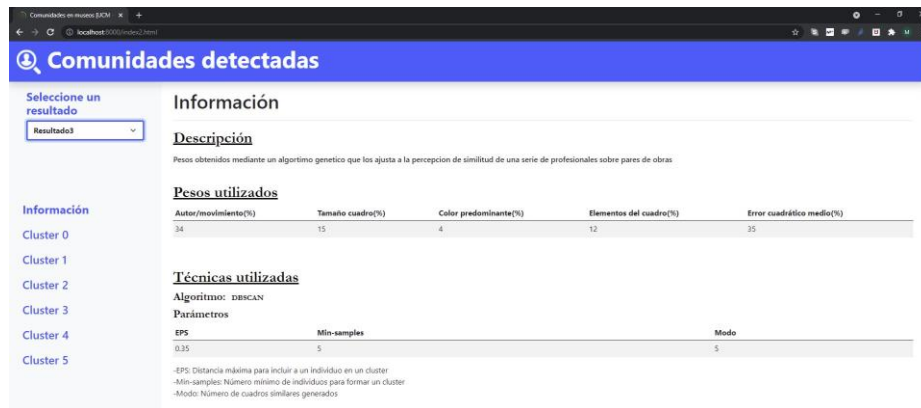 Comunidades en museos |UCM
localhost:8000/index2.html
Comunidades detectadas
Seleccione un
resultado
Resultado3
Información
Cluster 0
Cluster 1
Cluster 2
Cluster 3
Cluster 4
Cluster 5
Información
Descripción
Pesos obtenidos mediante un algortimo genetico que los ajusta a la percepcion de similitud de una serie de profesionales sobre pares de obras
Pesos utilizados
Autor/movimiento(%) Tamaño cuadro(%) Color predominante(%) Elementos del cuadro(%) Error cuadrático medio(%)
34 15 4 12 35
Técnicas utilizadas
Algoritmo: DBSCAN
Parámetros
EPS Min-samples Modo
0.35 5 5
-EPS: Distancia máxima para incluir a un individuo en un cluster
-Min-samples: Número mínimo de individuos para formar un cluster
-Modo: Número de cuadros similares generados